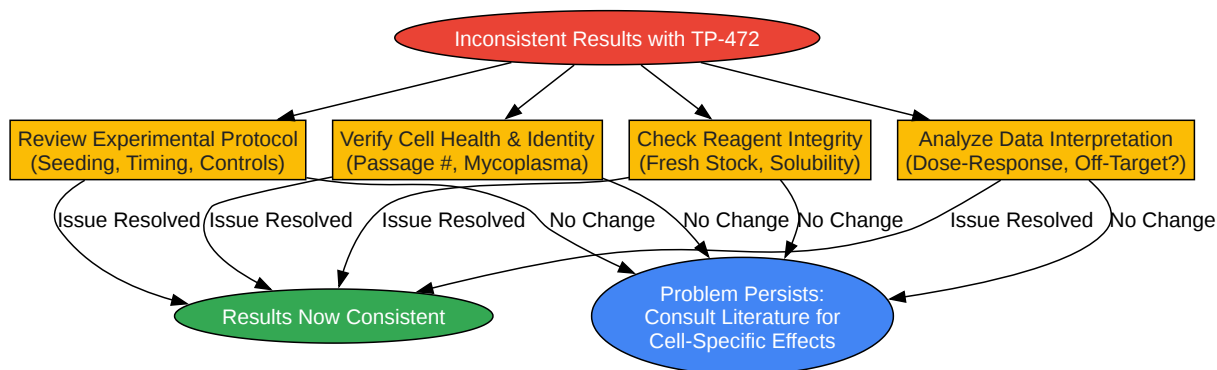 Inconsistent Results with TP-472
Review Experimental Protocol
(Seeding, Timing, Controls)
Verify Cell Health & Identity
(Passage #, Mycoplasma)
Check Reagent Integrity
(Fresh Stock, Solubility)
Analyze Data Interpretation
(Dose-Response, Off-Target?)
Issue Resolved
Issue Resolved
Issue Resolved
No Change
No Change
No Change
Issue Resolved
No Change
Results Now Consistent
Problem Persists:
Consult Literature for
Cell-Specific Effects